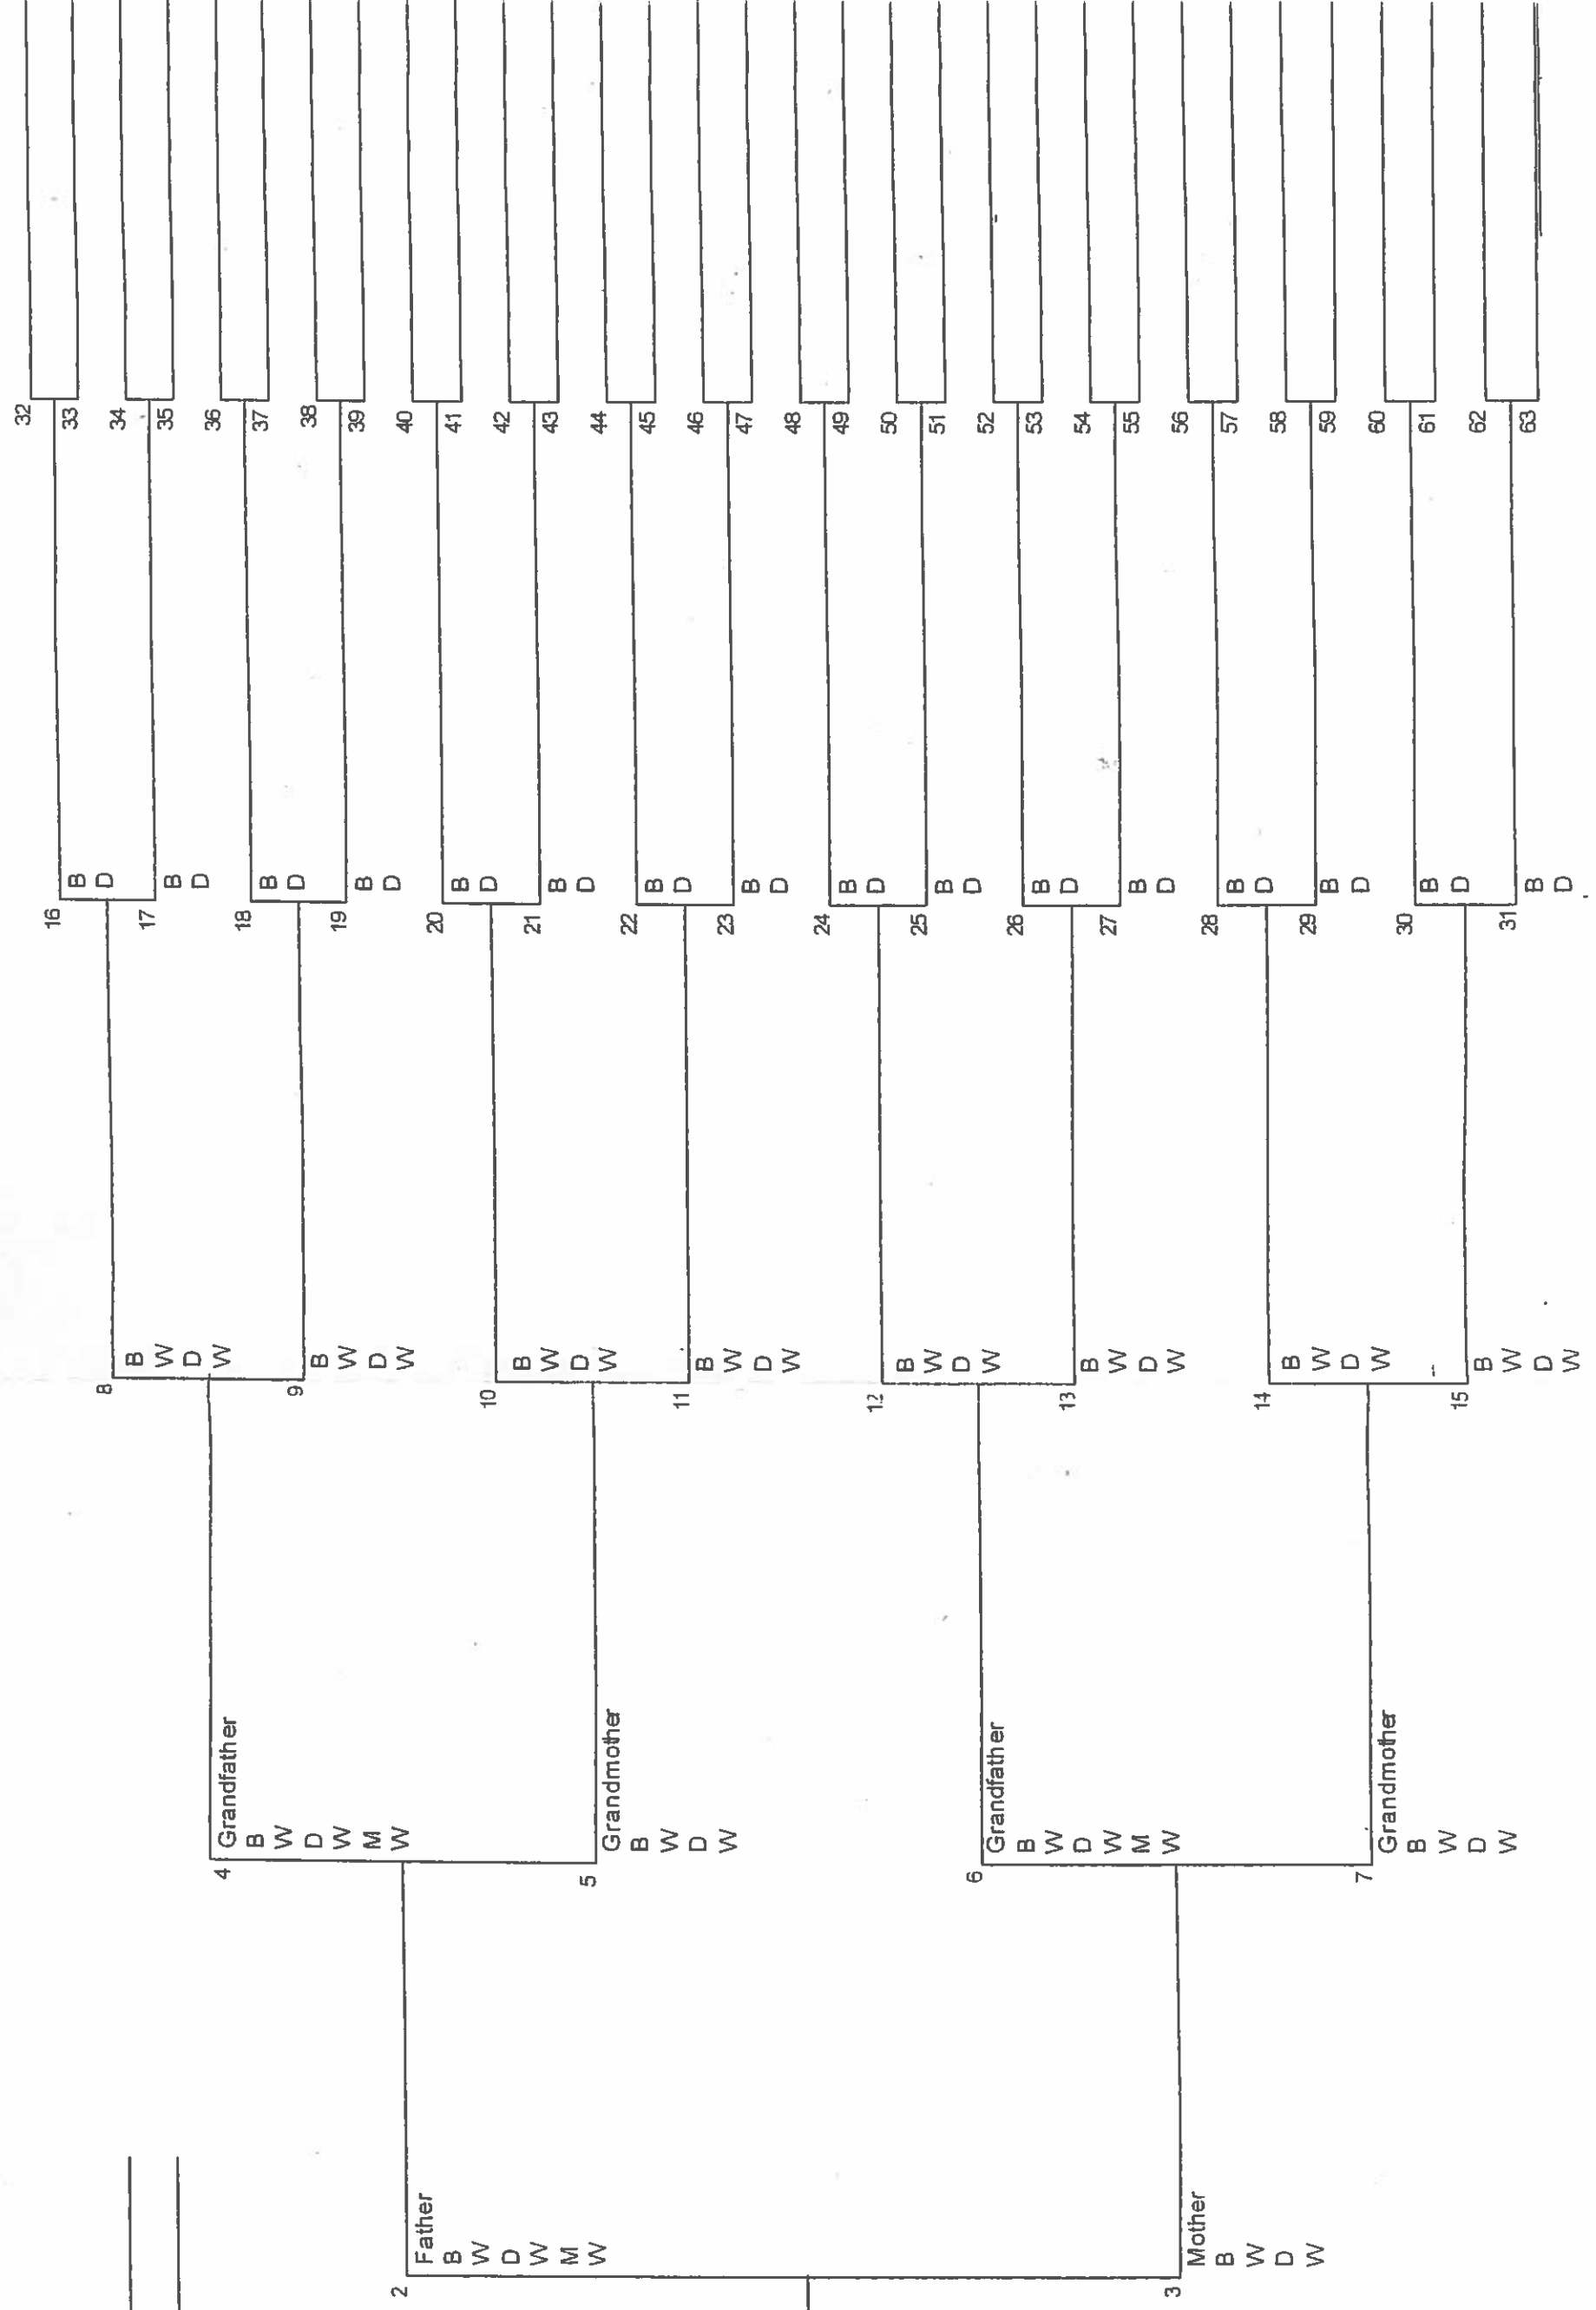 2
Father
B
W
D
W
M
W
3
Mother
B
W
D
W
4
Grandfather
B
W
D
W
M
W
5
Grandmother
B
W
D
W
6
Grandfather
B
W
D
W
M
W
7
Grandmother
B
W
D
W
8
B
W
D
W
9
B
W
D
W
10
B
W
D
W
11
B
W
D
W
12
B
W
D
W
13
B
W
D
W
14
B
W
D
W
15
B
W
D
W
16
B
D
17
B
D
18
B
D
19
B
D
20
B
D
21
B
D
22
B
D
23
B
D
24
B
D
25
B
D
26
B
D
27
B
D
28
B
D
29
B
D
30
B
D
31
B
D
32
33
34
35
36
37
38
39
40
41
42
43
44
45
46
47
48
49
50
51
52
53
54
55
56
57
58
59
60
61
62
63